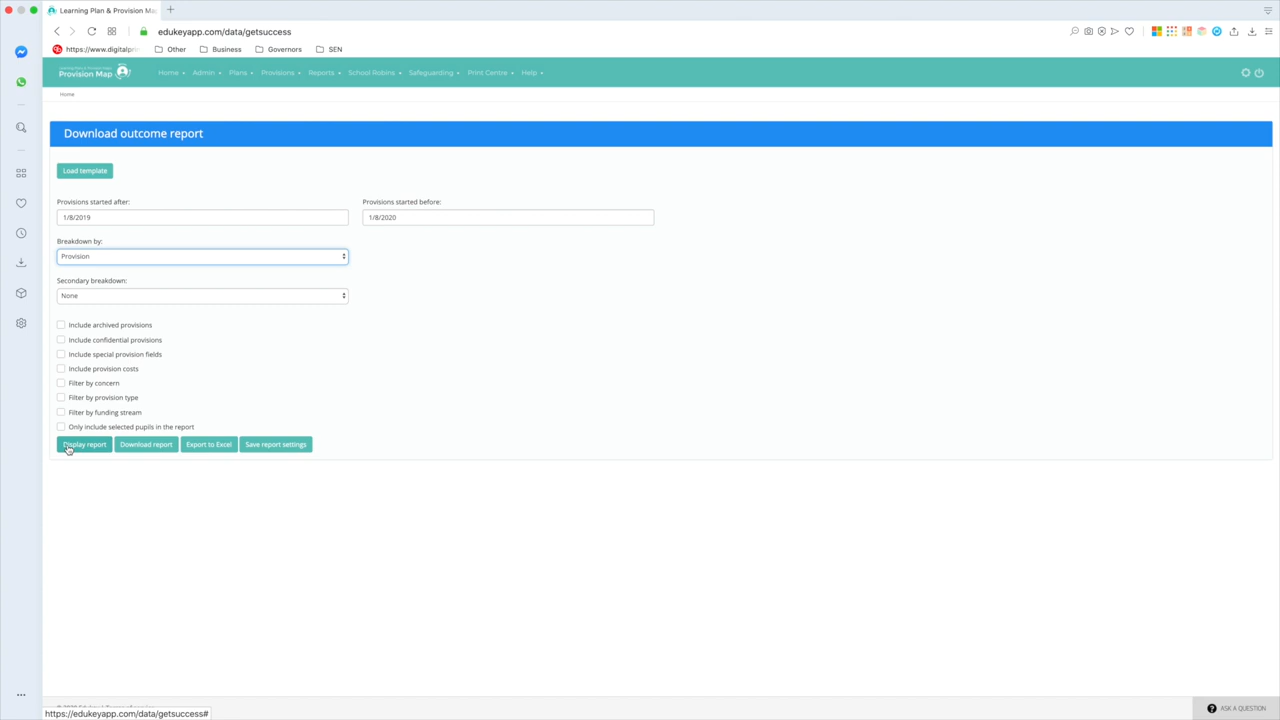 Learning Plan & Provision Ma
edukeyapp.com/data/getsuccess
https://www.digitalpri
Other
Business
Governors
SEN
Learning Plan & Provision Map
Provision Map
Home
Admin
Plans
Provisions
Reports
School Robins
Safeguarding
Print Centre
Help
Home
Download outcome report
Load template
Provisions started after:
Provisions started before:
1/8/2019
1/8/2020
Breakdown by:
Provision
Secondary breakdown:
None
Include archived provisions
Include confidential provisions
Include special provision fields
Include provision costs
Filter by concern
Filter by provision type
Filter by funding stream
Only include selected pupils in the report
Display report
Download report
Export to Excel
Save report settings
https://edukeyapp.com/data/getsuccess#
ASK A QUESTION